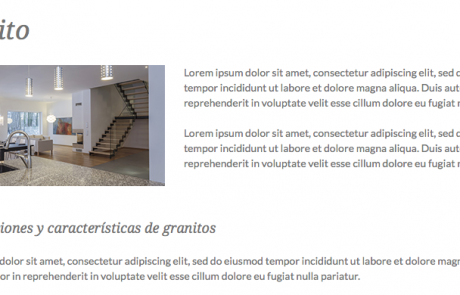 ito
Lorem ipsum dolor sit amet, consectetur adipiscing elit, sed d
tempor incididunt ut labore et dolore magna aliqua. Duis aut
reprehenderit in voluptate velit esse cillum dolore eu fugiat n
Lorem ipsum dolor sit amet, consectetur adipiscing elit, sed d
tempor incididunt ut labore et dolore magna aliqua. Duis aut
reprehenderit in voluptate velit esse cillum dolore eu fugiat n
iones y características de granitos
dolor sit amet, consectetur adipiscing elit, sed do eiusmod tempor incididunt ut labore et dolore magna
or in reprehenderit in voluptate velit esse cillum dolore eu fugiat nulla pariatur.